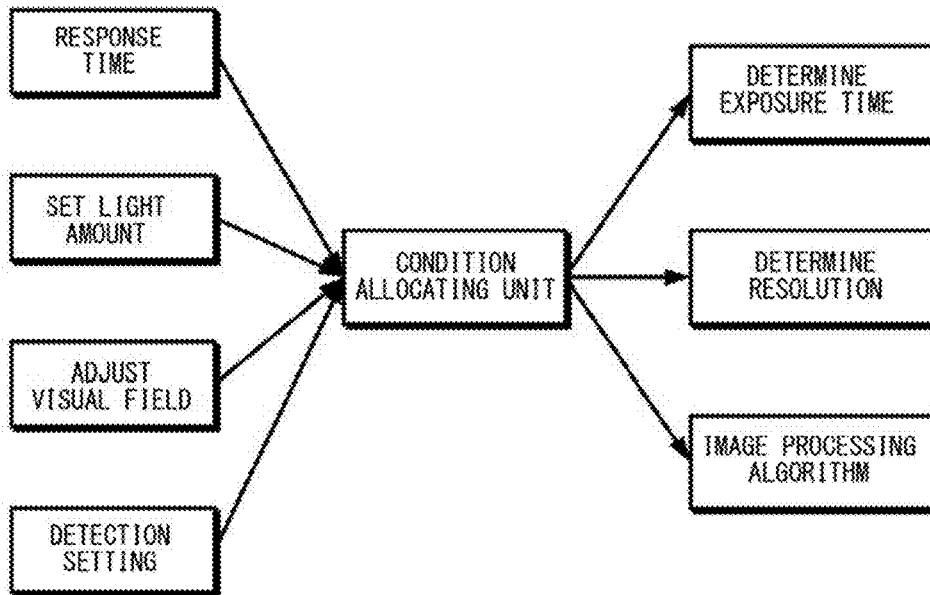 RESPONSE
TIME
SET LIGHT
AMOUNT
ADJUST
VISUAL FIELD
DETECTION
SETTING
CONDITION
ALLOCATING UNIT
DETERMINE
EXPOSURE TIME
DETERMINE
RESOLUTION
IMAGE PROCESSING
ALGORITHM